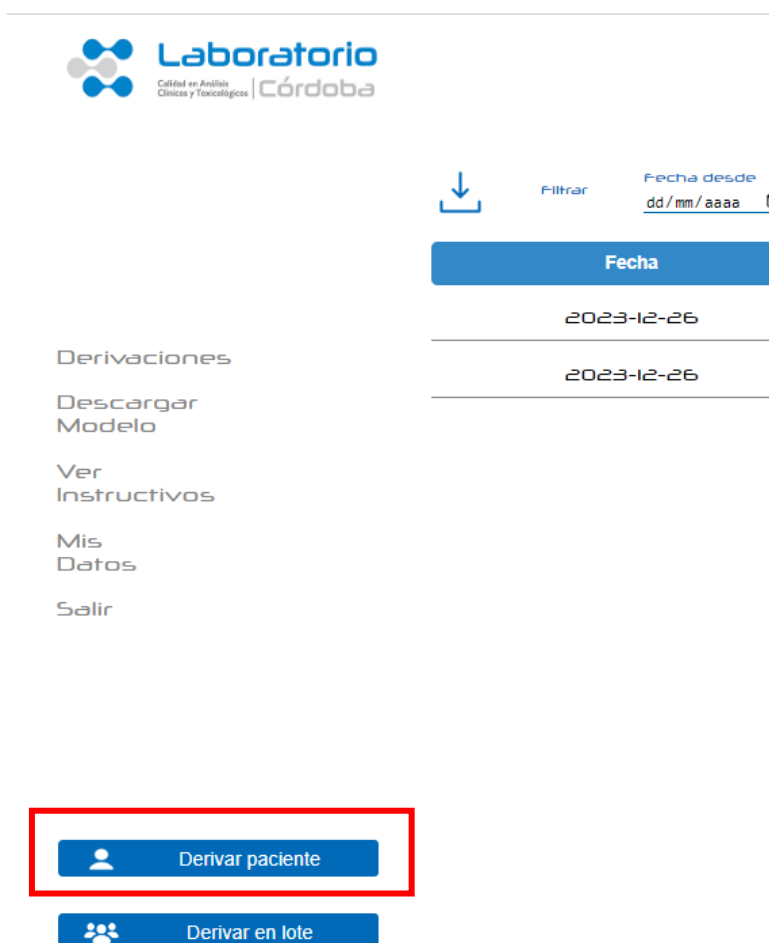 Laboratorio
Calidad en Análisis
Clínicos y Toxicológicos
Córdoba
Filtrar
Fecha desde
dd/mm/aaaa
Fecha
2023-12-26
2023-12-26
Derivaciones
Descargar
Modelo
Ver
Instructivos
Mis
Datos
Salir
Derivar paciente
Derivar en lote